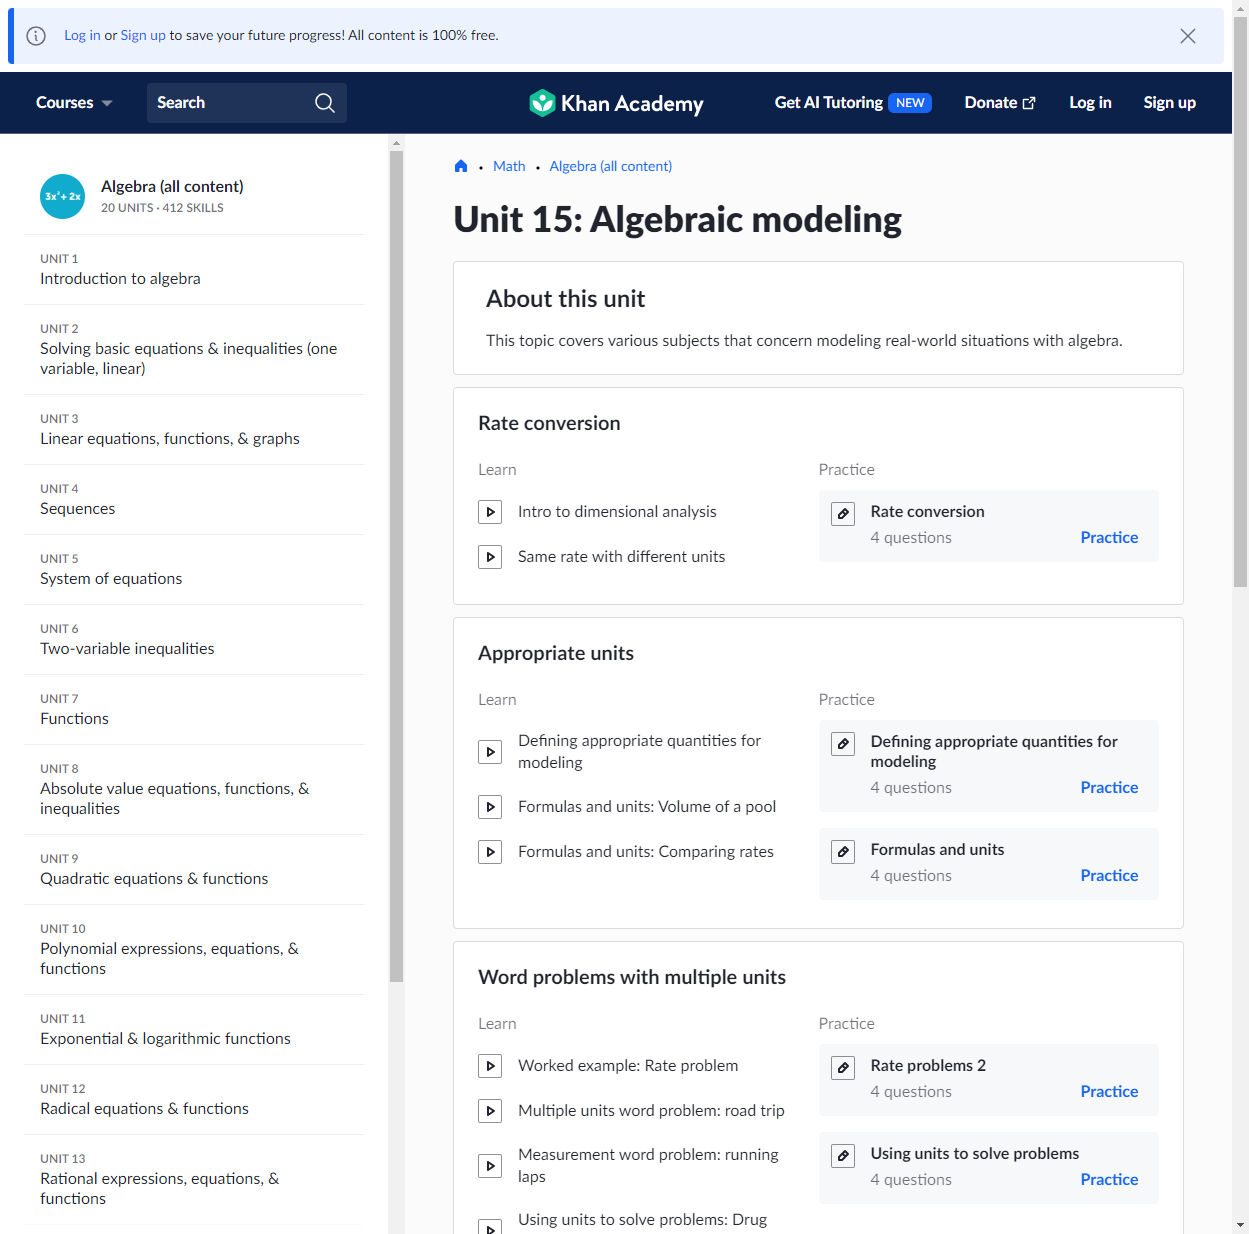 Log in or Sign up to save your future progress! All content is 100% free.
Courses
Search
Khan Academy
Get AI Tutoring NEW
Donate
Log in
Sign up
3x²+ 2x
Algebra (all content)
20 UNITS · 412 SKILLS
UNIT 1
Introduction to algebra
UNIT 2
Solving basic equations & inequalities (one
variable, linear)
UNIT 3
Linear equations, functions, & graphs
UNIT 4
Sequences
UNIT 5
System of equations
UNIT 6
Two-variable inequalities
UNIT 7
Functions
UNIT 8
Absolute value equations, functions, &
inequalities
UNIT 9
Quadratic equations & functions
UNIT 10
Polynomial expressions, equations, &
functions
UNIT 11
Exponential & logarithmic functions
UNIT 12
Radical equations & functions
UNIT 13
Rational expressions, equations, &
functions
Math • Algebra (all content)
Unit 15: Algebraic modeling
About this unit
This topic covers various subjects that concern modeling real-world situations with algebra.
Rate conversion
Learn
Intro to dimensional analysis
Same rate with different units
Practice
Rate conversion
4 questions
Practice
Appropriate units
Learn
Defining appropriate quantities for
modeling
Formulas and units: Volume of a pool
Formulas and units: Comparing rates
Practice
Defining appropriate quantities for
modeling
4 questions
Practice
Formulas and units
4 questions
Practice
Word problems with multiple units
Learn
Worked example: Rate problem
Multiple units word problem: road trip
Measurement word problem: running
laps
Using units to solve problems: Drug
Practice
Rate problems 2
4 questions
Practice
Using units to solve problems
4 questions
Practice